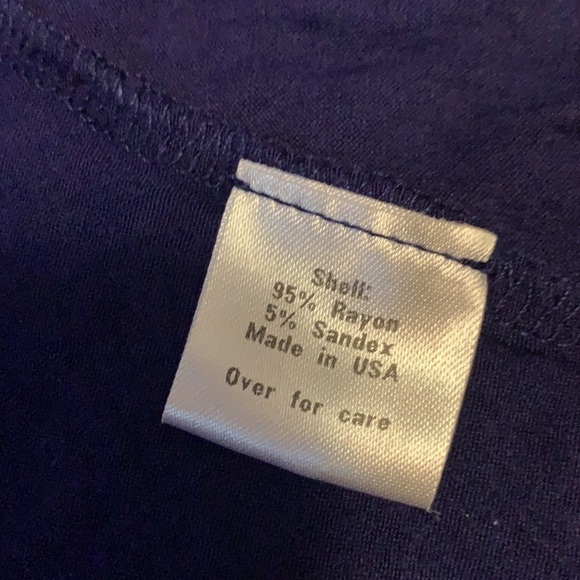 Shell:
95% Rayon
5% Sandex
Made in USA
Over for care